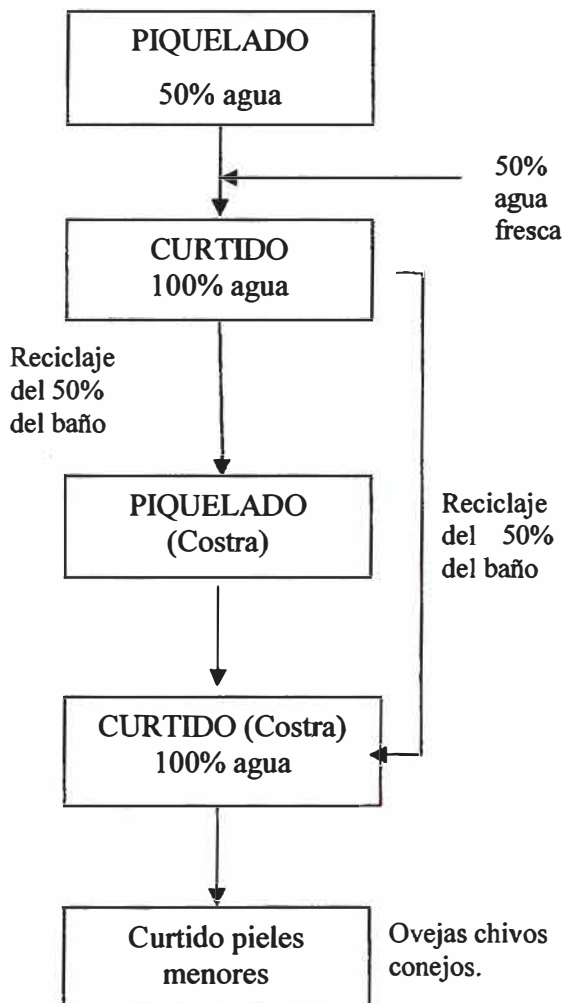 PIQUELADO
50% agua
50%
agua
fresca
CURTIDO
100% agua
Reciclaje
del 50%
del baño
PIQUELADO
(Costra)
Reciclaje
del 50%
del baño
CURTIDO (Costra)
100% agua
Curtido pieles
menores
Ovejas chivos
conejos.